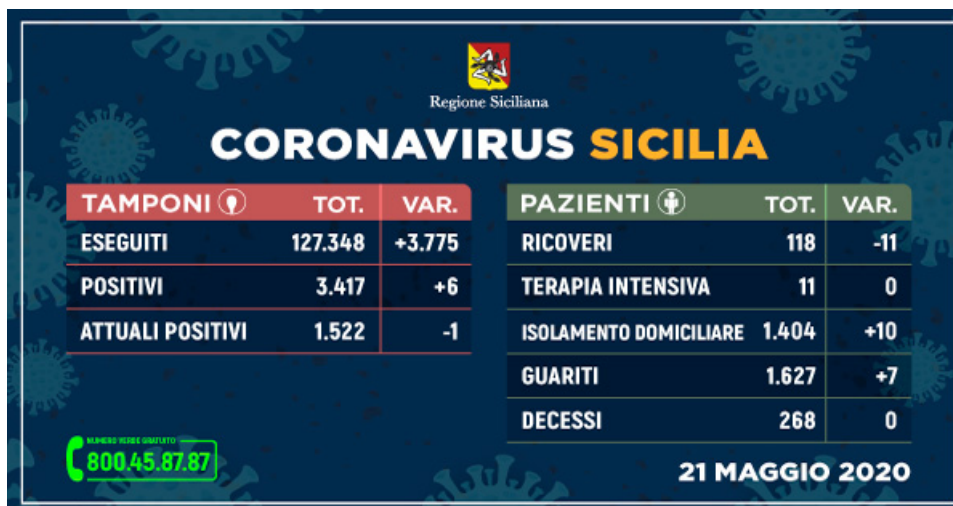 Regione Siciliana
CORONAVIRUS SICILIA
TAMPONI TOT. VAR.
ESEGUITI 127.348 +3.775
POSITIVI 3.417 +6
ATTUALI POSITIVI 1.522 -1
PAZIENTI TOT. VAR.
RICOVERI 118 -11
TERAPIA INTENSIVA 11 0
ISOLAMENTO DOMICILIARE 1.404 +10
GUARITI 1.627 +7
DECESSI 268 0
NUMERO VERDE GRATUITO
800.45.87.87
21 MAGGIO 2020